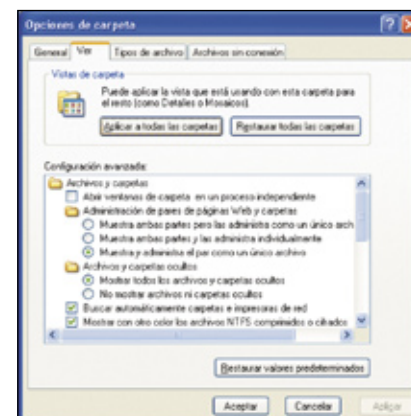 Opciones de carpeta
General Ver Tipos de archivo Archivos sin conexión
Vistas de carpeta
Puede aplicar la vista que está usando con esta carpeta para
el resto (como Detalles o Mosaicos).
Aplicar a todas las carpetas Restaurar todas las carpetas
Configuración avanzada:
Archivos y carpetas
Abrir ventanas de carpeta en un proceso independiente
Administración de pares de páginas Web y carpetas
Muestra ambas partes pero las administra como un único arch
Muestra ambas partes y las administra individualmente
Muestra y administra el par como un único archivo
Archivos y carpetas ocultos
Mostrar todos los archivos y carpetas ocultos
No mostrar archivos ni carpetas ocultos
Buscar automáticamente carpetas e impresoras de red
Mostrar con otro color los archivos NTFS comprimidos o cifrados
Restaurar valores predeterminados
Aceptar Cancelar Aplicar